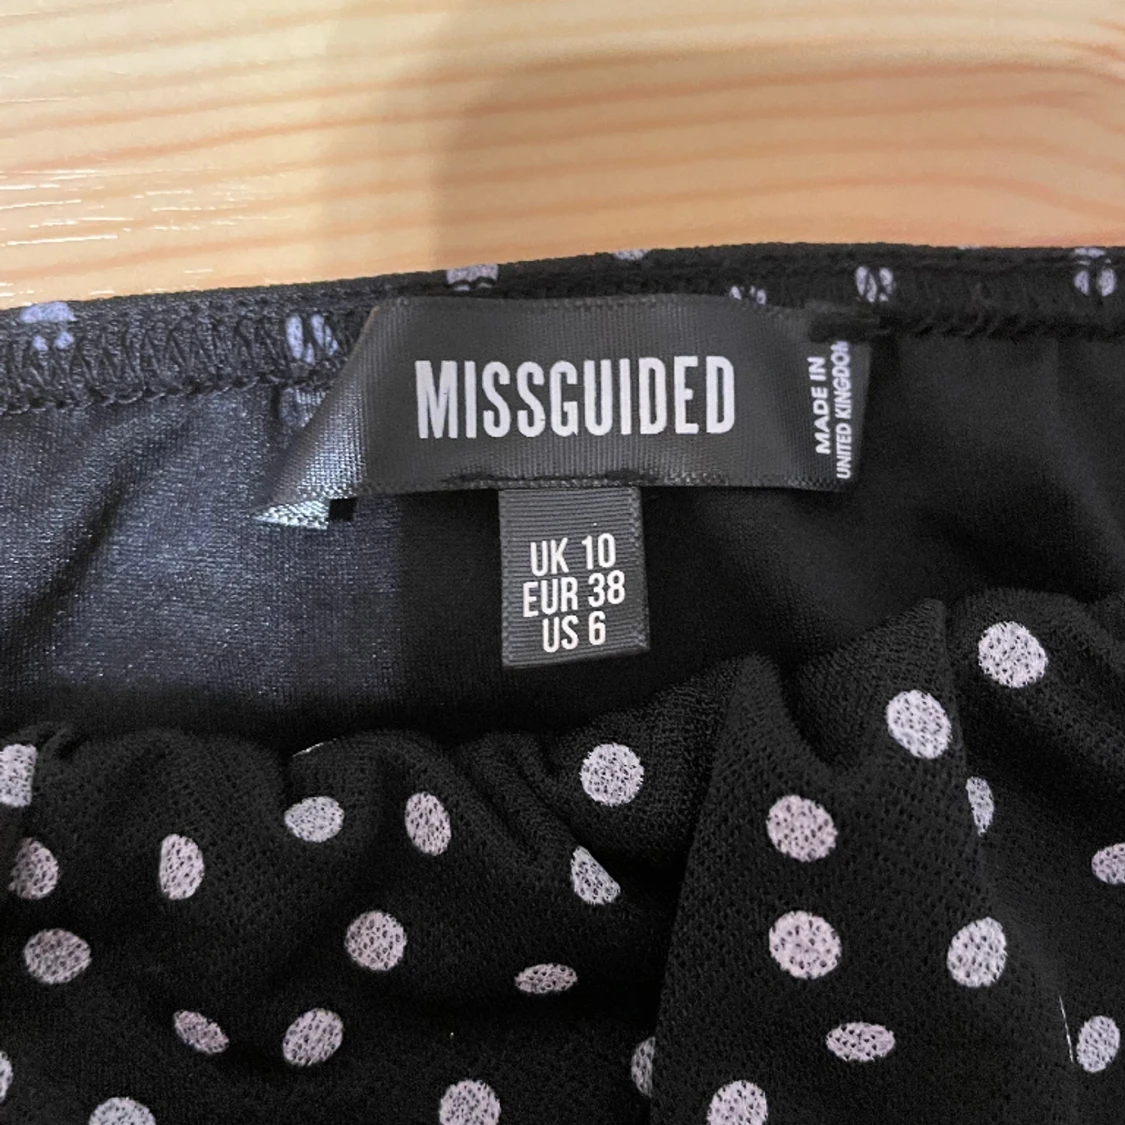 MISSGUIDED
MADE IN
UNITED KINGDOM
UK 10
EUR 38
US 6